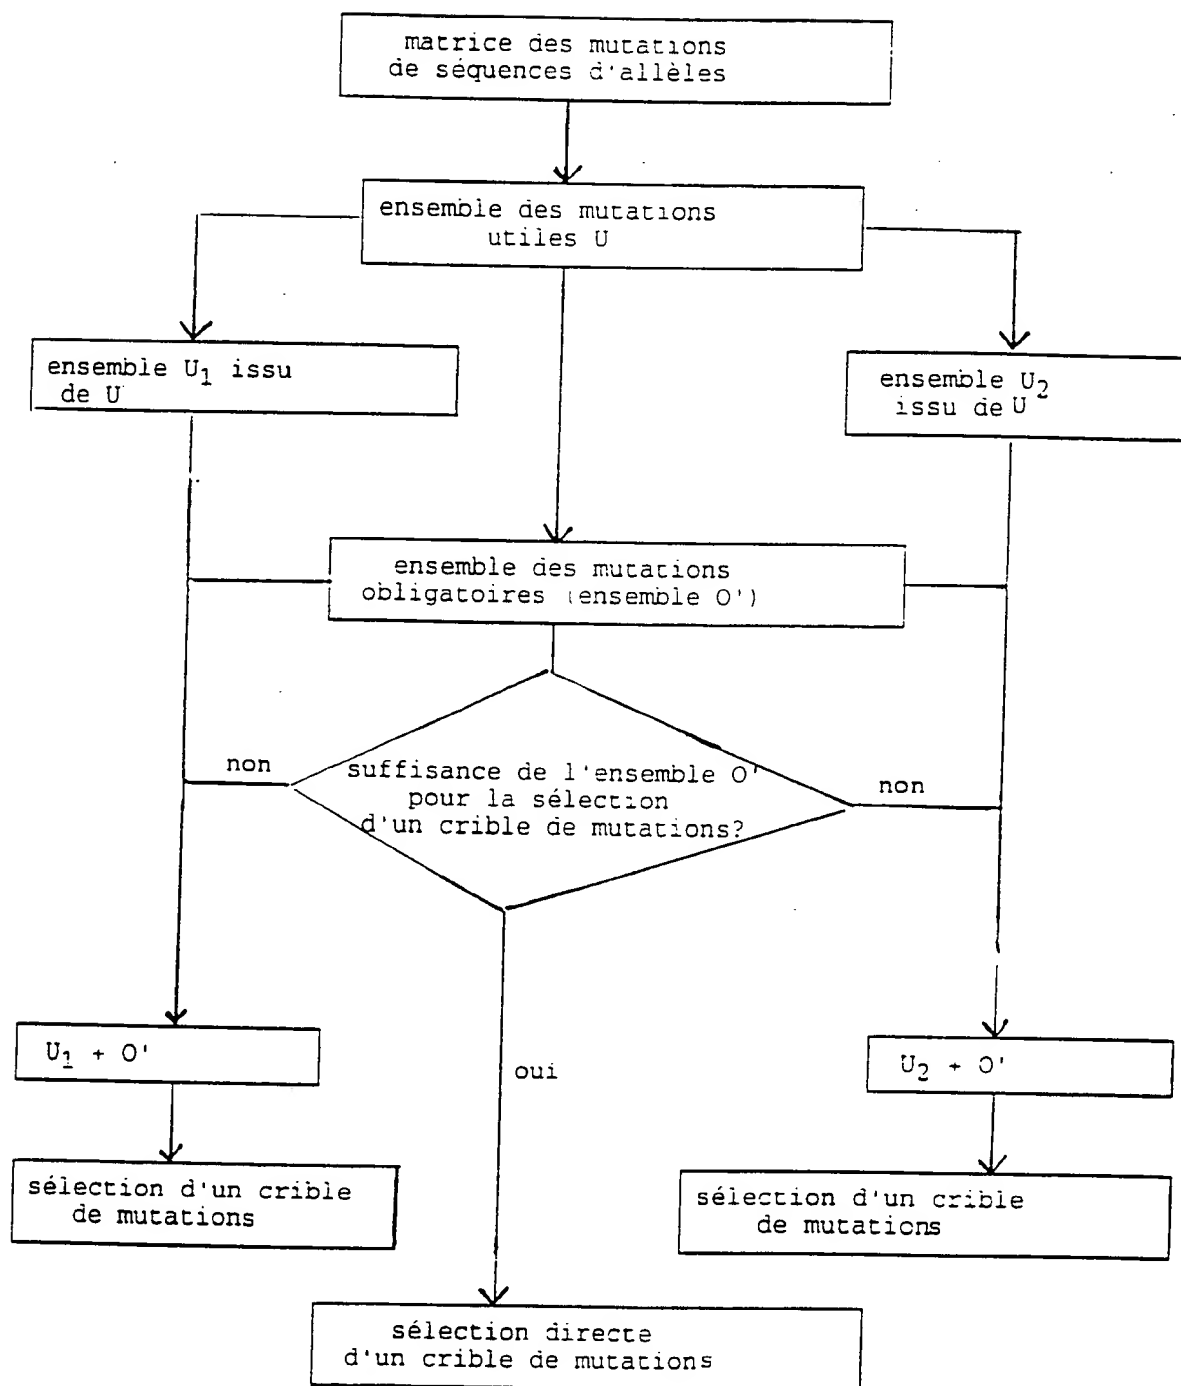 matrice des mutations
de séquences d'allèles
ensemble des mutations
utiles U
ensemble U1 issu
de U
ensemble U2
issu de U
ensemble des mutations
obligatoires (ensemble O')
non
suffisance de l'ensemble O'
pour la sélection
d'un crible de mutations?
non
U1 + O'
oui
U2 + O'
sélection d'un crible
de mutations
sélection d'un crible
de mutations
sélection directe
d'un crible de mutations